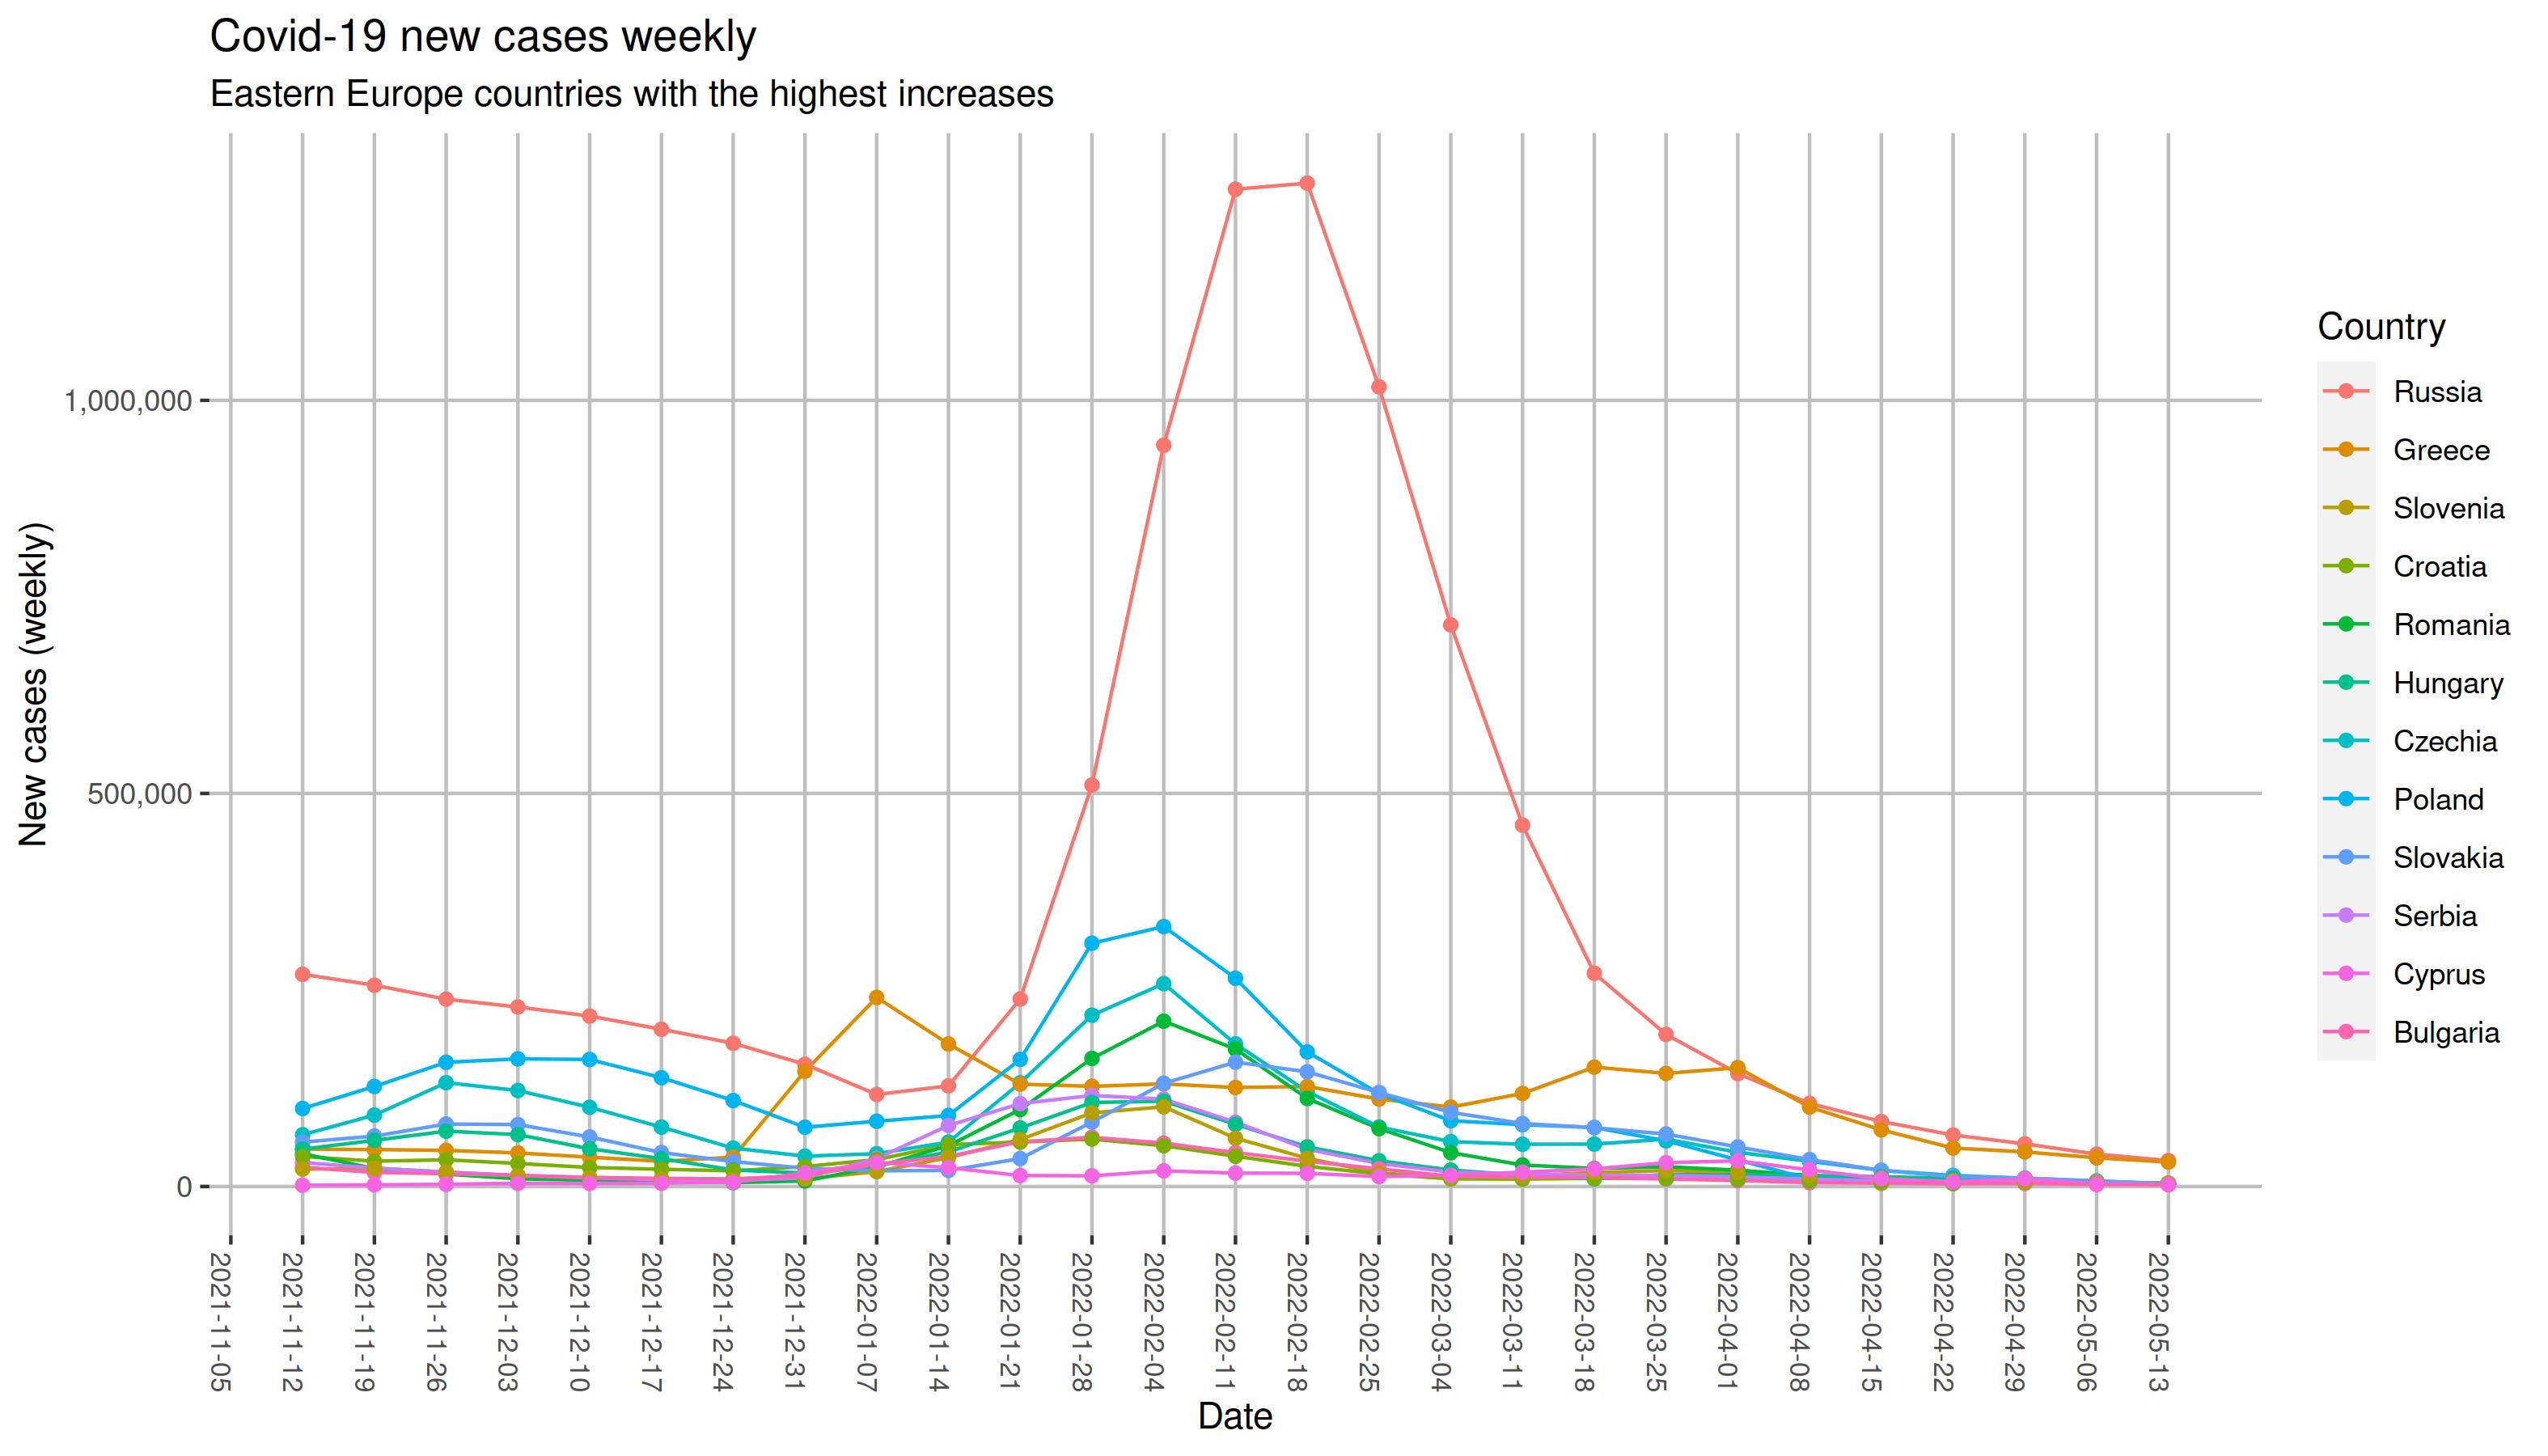 Covid-19 new cases weekly
Eastern Europe countries with the highest increases
New cases (weekly)
1,000,000
500,000
0
2021-11-05
2021-11-12
2021-11-19
2021-11-26
2021-12-03
2021-12-10
2021-12-17
2021-12-24
2021-12-31
2022-01-07
2022-01-14
2022-01-21
2022-01-28
2022-02-04
2022-02-11
2022-02-18
2022-02-25
2022-03-04
2022-03-11
2022-03-18
2022-03-25
2022-04-01
2022-04-08
2022-04-15
2022-04-22
2022-04-29
2022-05-06
2022-05-13
Date
Country
Russia
Greece
Slovenia
Croatia
Romania
Hungary
Czechia
Poland
Slovakia
Serbia
Cyprus
Bulgaria